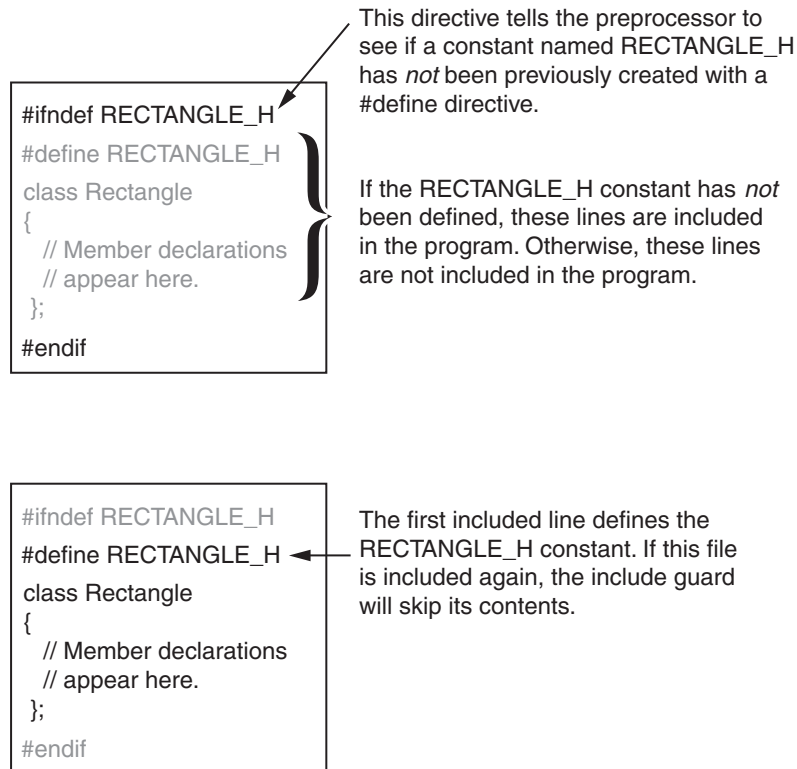 This directive tells the preprocessor to
see if a constant named RECTANGLE_H
has not been previously created with a
#define directive.
#ifndef RECTANGLE_H
#define RECTANGLE_H
class Rectangle
{
// Member declarations
// appear here.
};
#endif
If the RECTANGLE_H constant has not
been defined, these lines are included
in the program. Otherwise, these lines
are not included in the program.
#ifndef RECTANGLE_H
#define RECTANGLE_H
class Rectangle
{
// Member declarations
// appear here.
};
#endif
The first included line defines the
RECTANGLE_H constant. If this file
is included again, the include guard
will skip its contents.